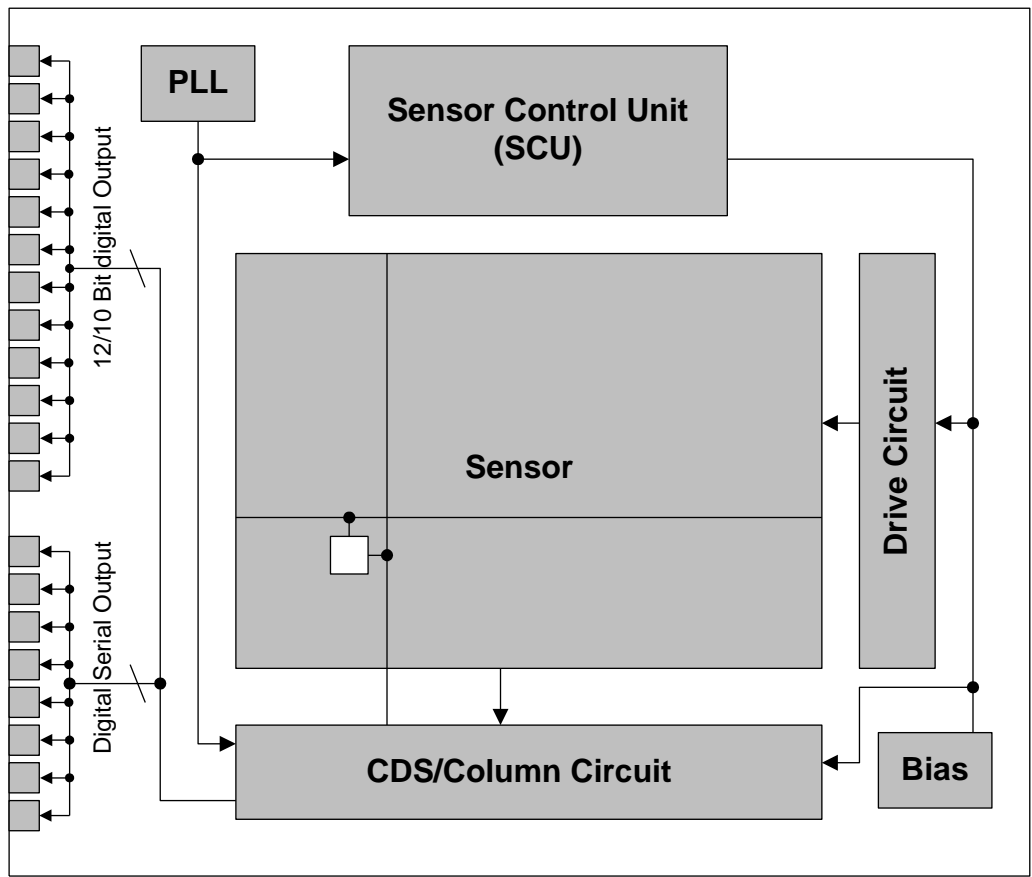 PLL
Sensor Control Unit
(SCU)
12/10 Bit digital Output
Sensor
Drive Circuit
Digital Serial Output
CDS/Column Circuit
Bias